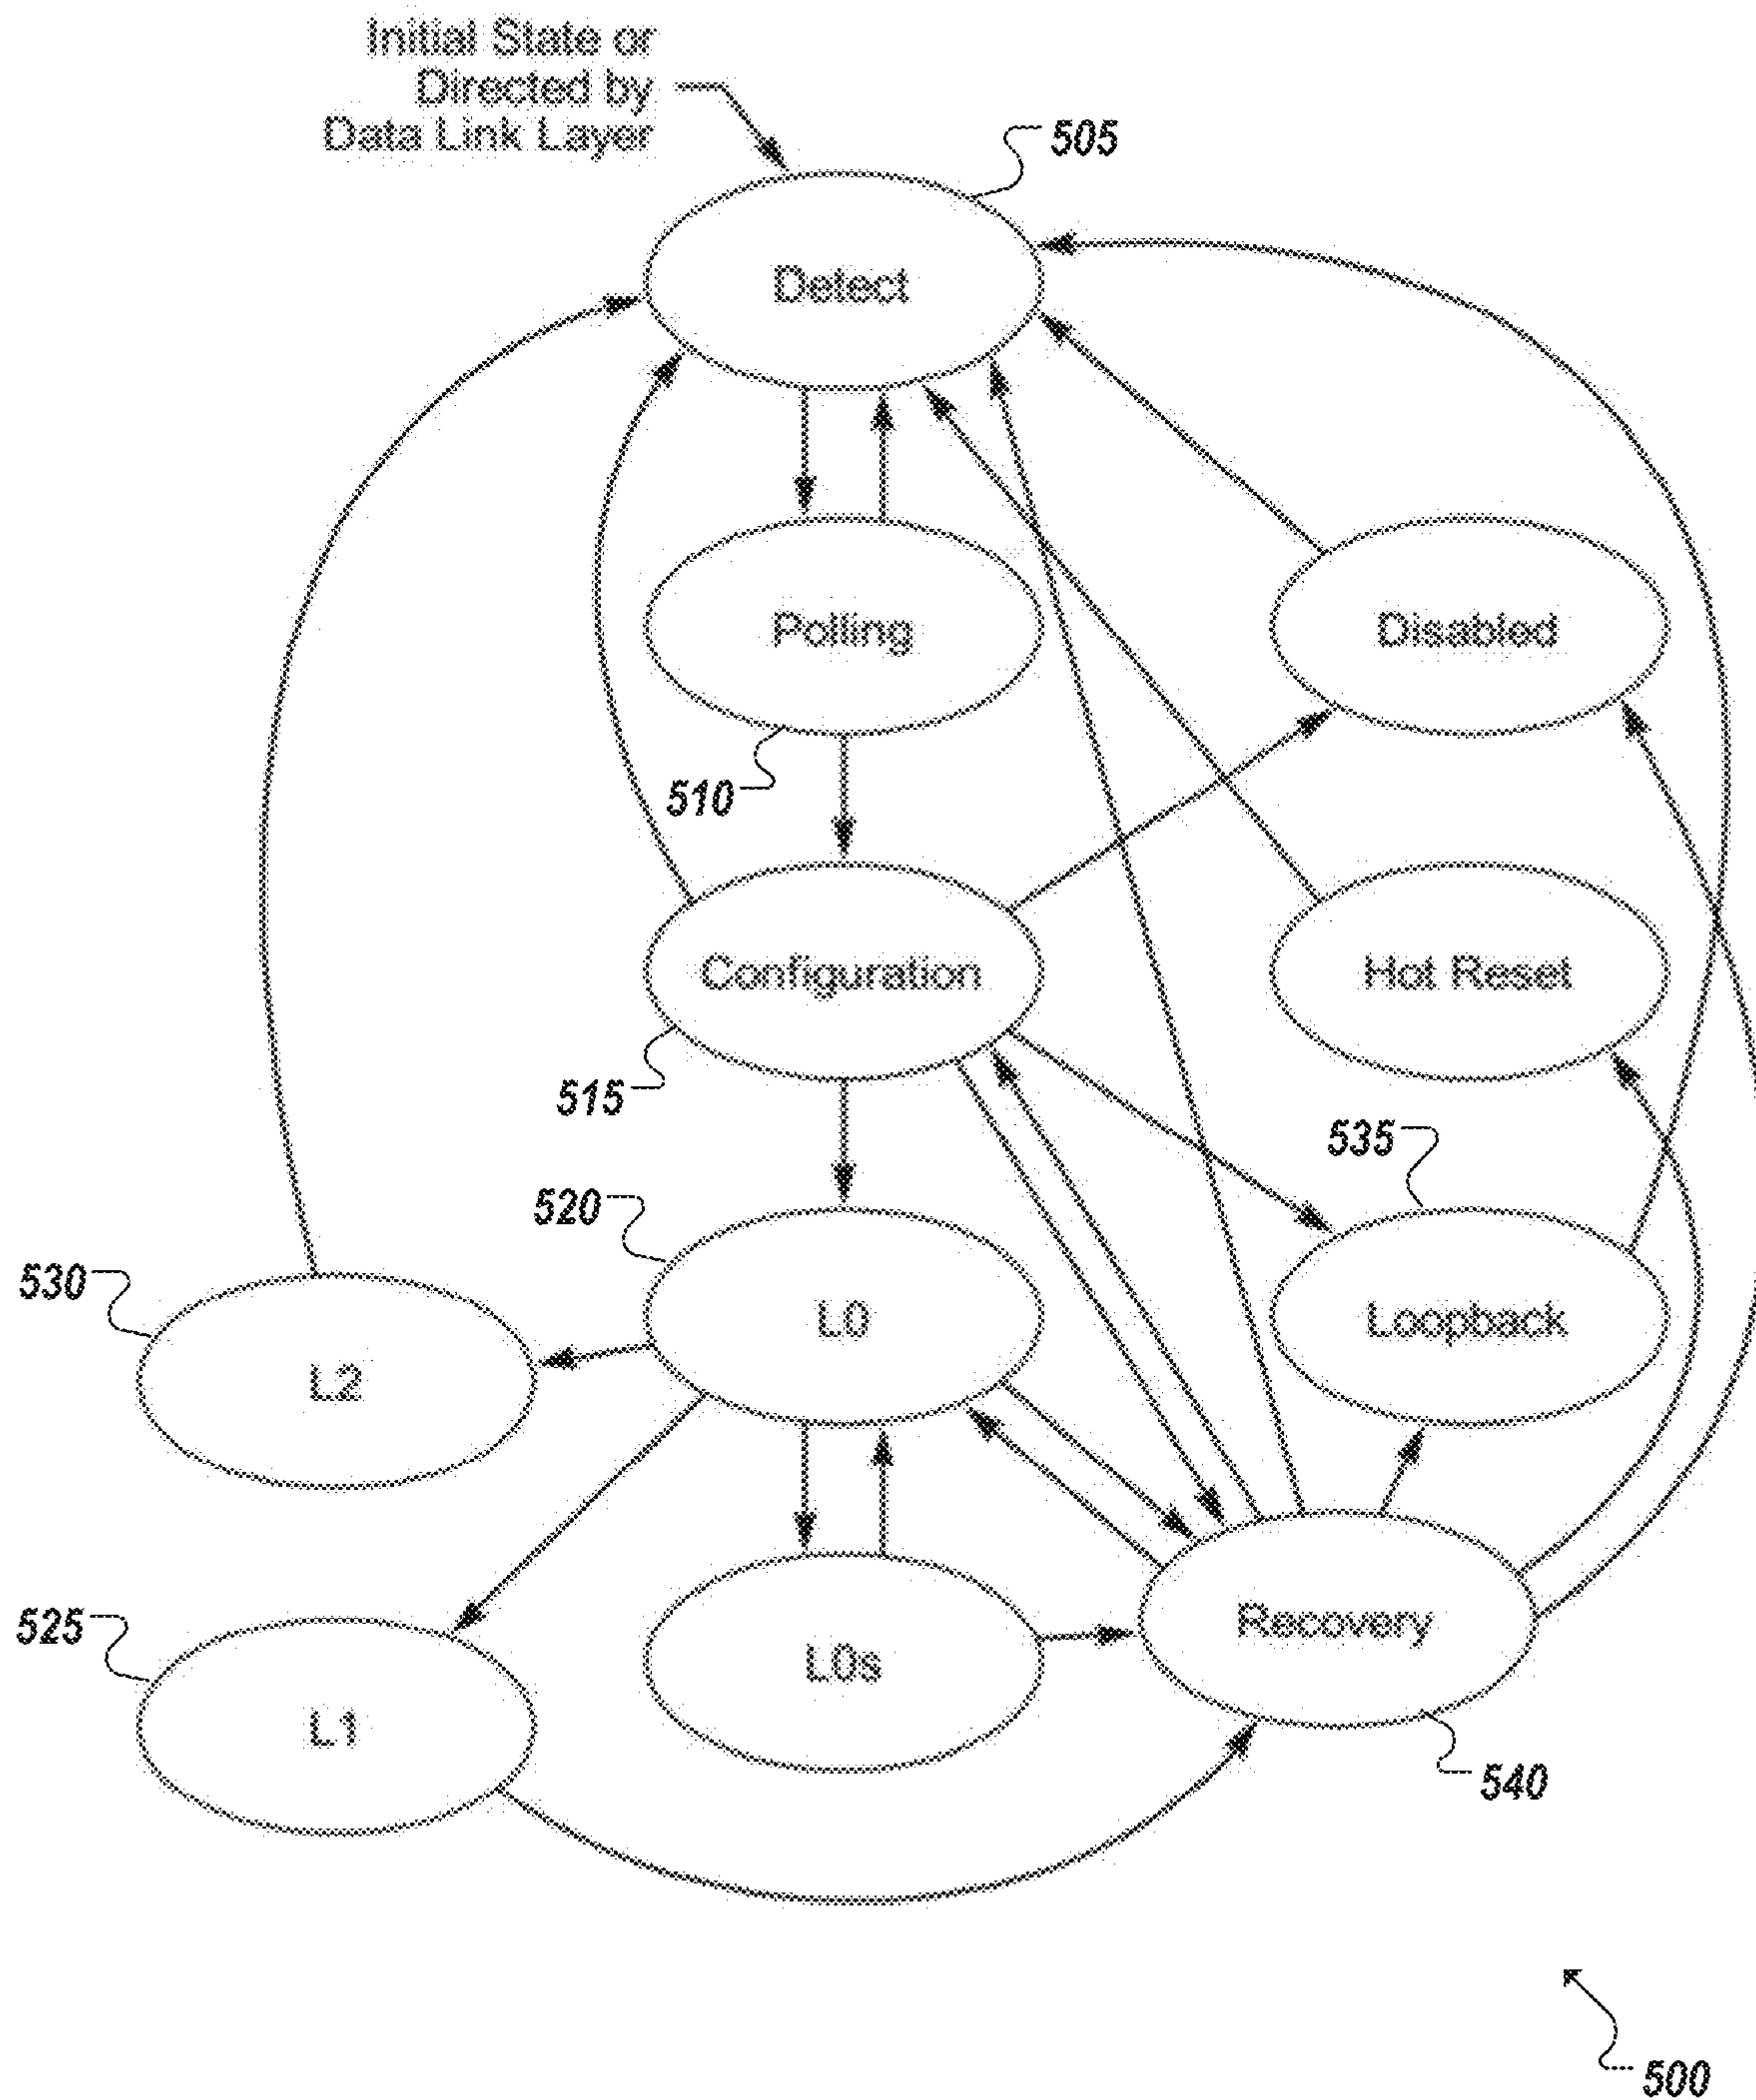 Initial State or
Directed by
Data Link Layer
505
Detect
Polling
Disabled
510
Configuration
Hot Reset
515
535
520
530
L0
Loopback
L2
525
L0s
Recovery
L1
540
500